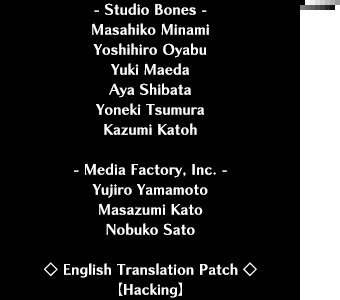 - Studio Bones -
Masahiko Minami
Yoshihiro Oyabu
Yuki Maeda
Aya Shibata
Yoneki Tsumura
Kazumi Katoh
- Media Factory, Inc. -
Yujiro Yamamoto
Masazumi Kato
Nobuko Sato
◇ English Translation Patch ◇
【Hacking】